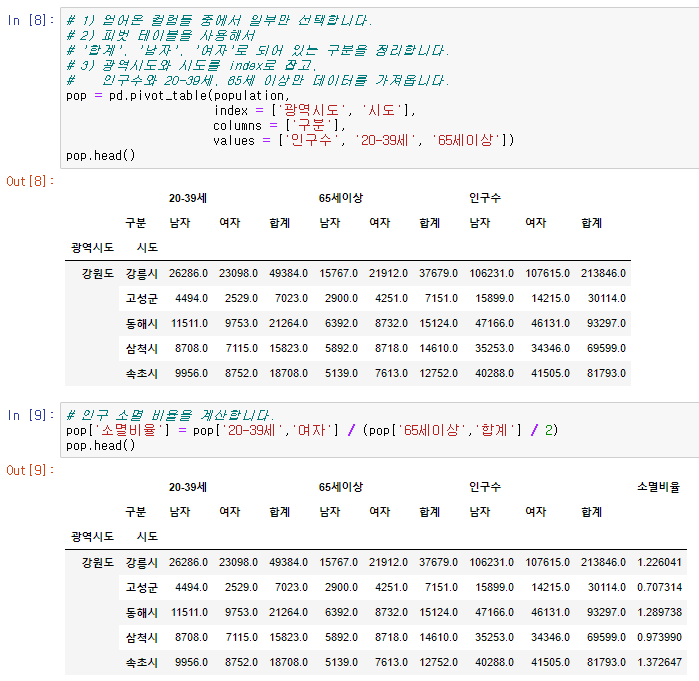 In [8]: # 1) 얻어온 컬럼들 중에서 일부만 선택합니다.
# 2) 피벗 테이블을 사용해서
# '합계', '남자', '여자'로 되어 있는 구분을 정리합니다.
# 3) 광역시도와 시도를 index로 잡고,
#    인구수와 20-39세, 65세 이상만 데이터를 가져옵니다.
pop = pd.pivot_table(population,
index = ['광역시도', '시도'],
columns = ['구분'],
values = ['인구수', '20-39세', '65세이상'])
pop.head()
Out[8]:
20-39세 65세이상 인구수
구분 남자 여자 합계 남자 여자 합계 남자 여자 합계
광역시도 시도
강원도 강릉시 26286.0 23098.0 49384.0 15767.0 21912.0 37679.0 106231.0 107615.0 213846.0
고성군 4494.0 2529.0 7023.0 2900.0 4251.0 7151.0 15899.0 14215.0 30114.0
동해시 11511.0 9753.0 21264.0 6392.0 8732.0 15124.0 47166.0 46131.0 93297.0
삼척시 8708.0 7115.0 15823.0 5892.0 8718.0 14610.0 35253.0 34346.0 69599.0
속초시 9956.0 8752.0 18708.0 5139.0 7613.0 12752.0 40288.0 41505.0 81793.0
In [9]: # 인구 소멸 비율을 계산합니다.
pop['소멸비율'] = pop['20-39세','여자'] / (pop['65세이상','합계'] / 2)
pop.head()
Out[9]:
20-39세 65세이상 인구수 소멸비율
구분 남자 여자 합계 남자 여자 합계 남자 여자 합계
광역시도 시도
강원도 강릉시 26286.0 23098.0 49384.0 15767.0 21912.0 37679.0 106231.0 107615.0 213846.0 1.226041
고성군 4494.0 2529.0 7023.0 2900.0 4251.0 7151.0 15899.0 14215.0 30114.0 0.707314
동해시 11511.0 9753.0 21264.0 6392.0 8732.0 15124.0 47166.0 46131.0 93297.0 1.289738
삼척시 8708.0 7115.0 15823.0 5892.0 8718.0 14610.0 35253.0 34346.0 69599.0 0.973990
속초시 9956.0 8752.0 18708.0 5139.0 7613.0 12752.0 40288.0 41505.0 81793.0 1.372647